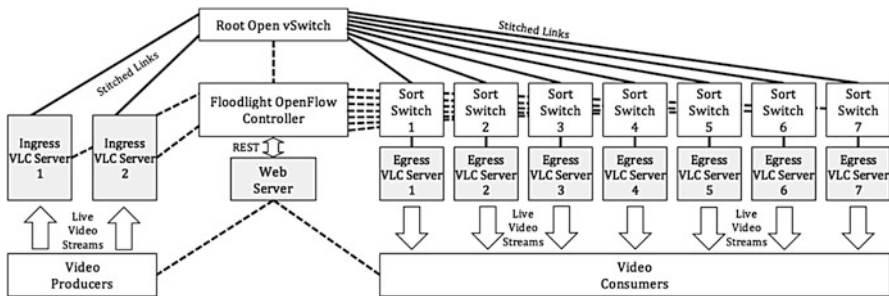 Root Open vSwitch
Stitched Links
Stitched Links
Floodlight OpenFlow
Controller
Sort
Switch
1
Sort
Switch
2
Sort
Switch
3
Sort
Switch
4
Sort
Switch
5
Sort
Switch
6
Sort
Switch
7
Ingress
VLC Server
1
Ingress
VLC Server
2
REST
Web
Server
Egress
VLC Server
1
Egress
VLC Server
2
Egress
VLC Server
3
Egress
VLC Server
4
Egress
VLC Server
5
Egress
VLC Server
6
Egress
VLC Server
7
Live
Video
Streams
Live
Video
Streams
Live
Video
Streams
Video
Producers
Video
Consumers